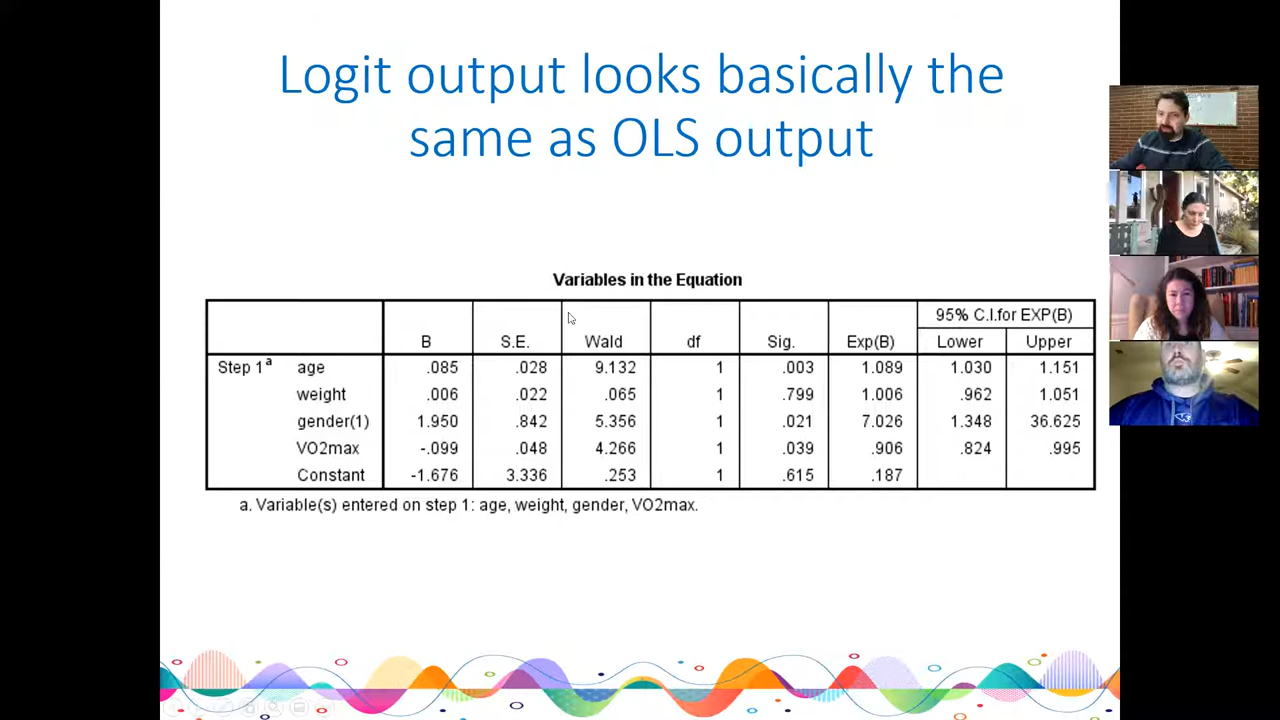 Logit output looks basically the
same as OLS output
Variables in the Equation
95% C.I.for EXP(B)
B S.E. Wald df Sig. Exp(B) Lower Upper
Step 1a age .085 .028 9.132 1 .003 1.089 1.030 1.151
weight .006 .022 .065 1 .799 1.006 .962 1.051
gender(1) 1.950 .842 5.356 1 .021 7.026 1.348 36.625
VO2max -.099 .048 4.266 1 .039 .906 .824 .995
Constant -1.676 3.336 .253 1 .615 .187
a. Variable(s) entered on step 1: age, weight, gender, VO2max.